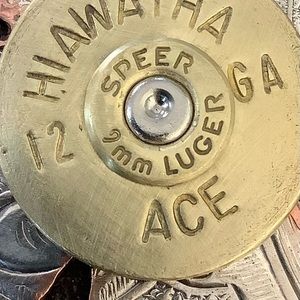 HIAWATHA
12 GA
ACE
SPEER
9mm LUGER